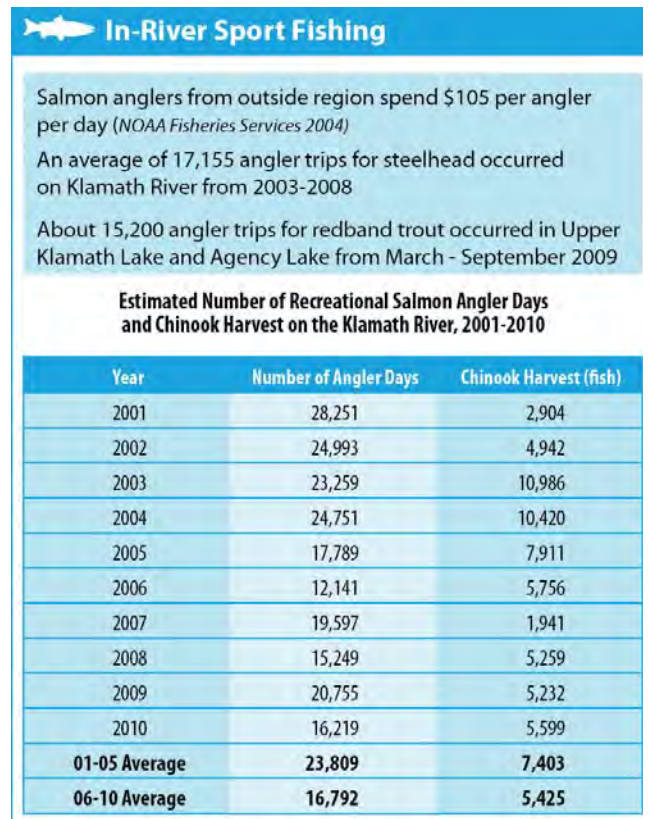 In-River Sport Fishing
Salmon anglers from outside region spend $105 per angler
per day (NOAA Fisheries Services 2004)
An average of 17,155 angler trips for steelhead occurred
on Klamath River from 2003-2008
About 15,200 angler trips for redband trout occurred in Upper
Klamath Lake and Agency Lake from March - September 2009
Estimated Number of Recreational Salmon Angler Days
and Chinook Harvest on the Klamath River, 2001-2010
Year Number of Angler Days Chinook Harvest (fish)
2001 28,251 2,904
2002 24,993 4,942
2003 23,259 10,986
2004 24,751 10,420
2005 17,789 7,911
2006 12,141 5,756
2007 19,597 1,941
2008 15,249 5,259
2009 20,755 5,232
2010 16,219 5,599
01-05 Average 23,809 7,403
06-10 Average 16,792 5,425